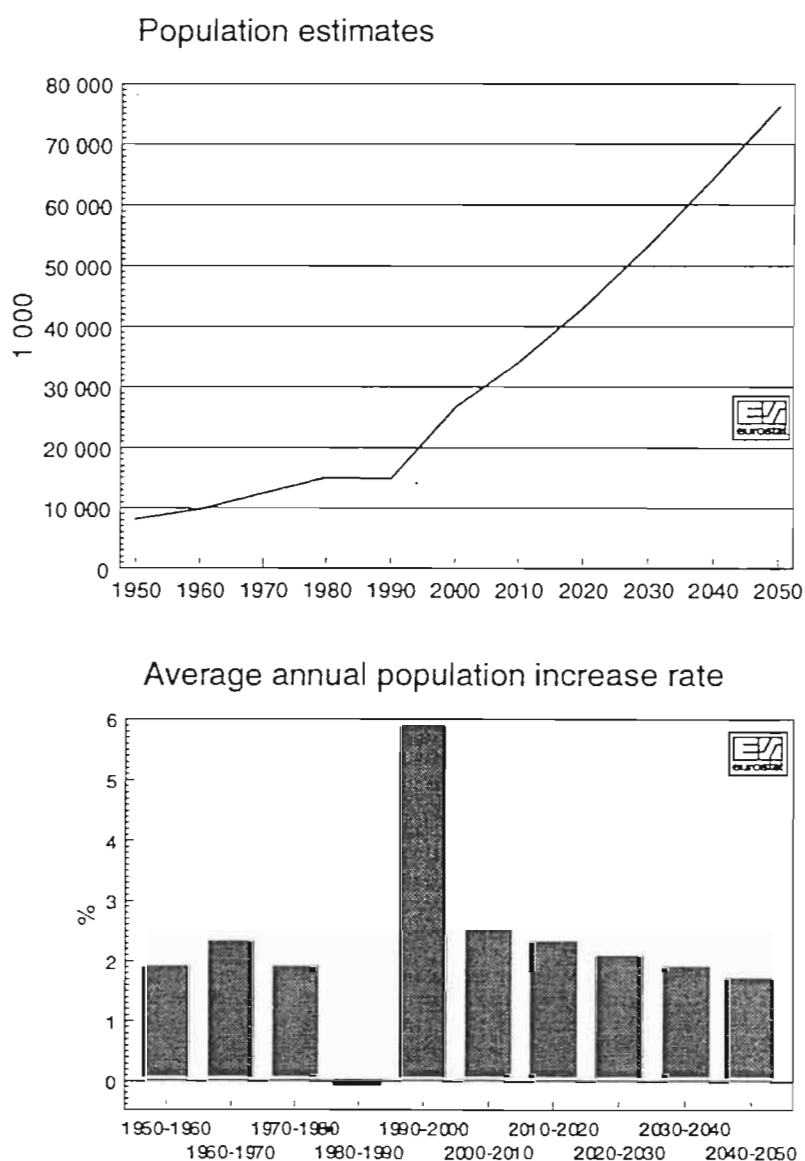 Population estimates
80 000
70 000
60 000
50 000
40 000
30 000
20 000
10 000
0
1 000
eurostat
1950 1960 1970 1980 1990 2000 2010 2020 2030 2040 2050
Average annual population increase rate
6
5
4
3
2
1
0
%
eurostat
1950-1960 1970-1980 1990-2000 2010-2020 2030-2040
1960-1970 1980-1990 2000-2010 2020-2030 2040-2050